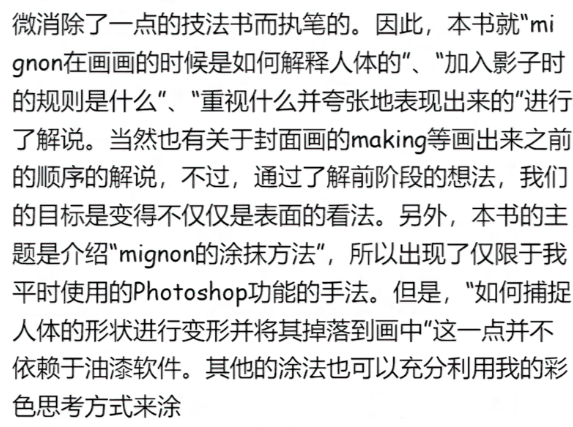 微消除了一点的技法书而执笔的。因此，本书就“mi
gnon在画画的时候是如何解释人体的”、“加入影子时
的规则是什么”、“重视什么并夸张地表现出来的”进行
了解说。当然也有关于封面画的making等画出来之前
的顺序的解说，不过，通过了解前阶段的想法，我们
的目标是变得不仅仅是表面的看法。另外，本书的主
题是介绍“mignon的涂抹方法”，所以出现了仅限于我
平时使用的Photoshop功能的手法。但是，“如何捕捉
人体的形状进行变形并将其掉落到画中”这一点并不
依赖于油漆软件。其他的涂法也可以充分利用我的彩
色思考方式来涂